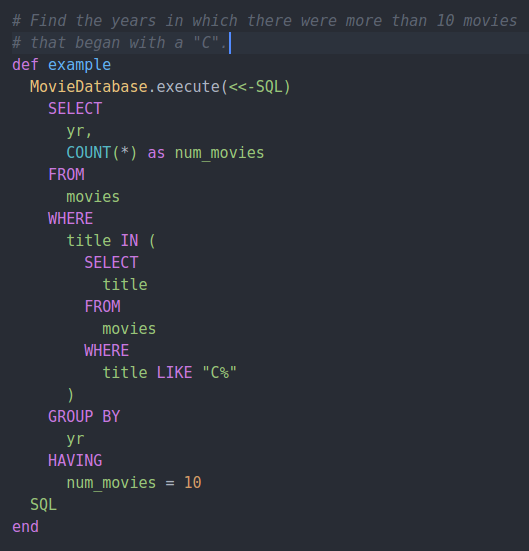 # Find the years in which there were more than 10 movies
# that began with a "C".
def example
  MovieDatabase.execute(<<-SQL)
    SELECT
      yr,
      COUNT(*) as num_movies
    FROM
      movies
    WHERE
      title IN (
        SELECT
          title
        FROM
          movies
        WHERE
          title LIKE "C%"
      )
    GROUP BY
      yr
    HAVING
      num_movies = 10
  SQL
end